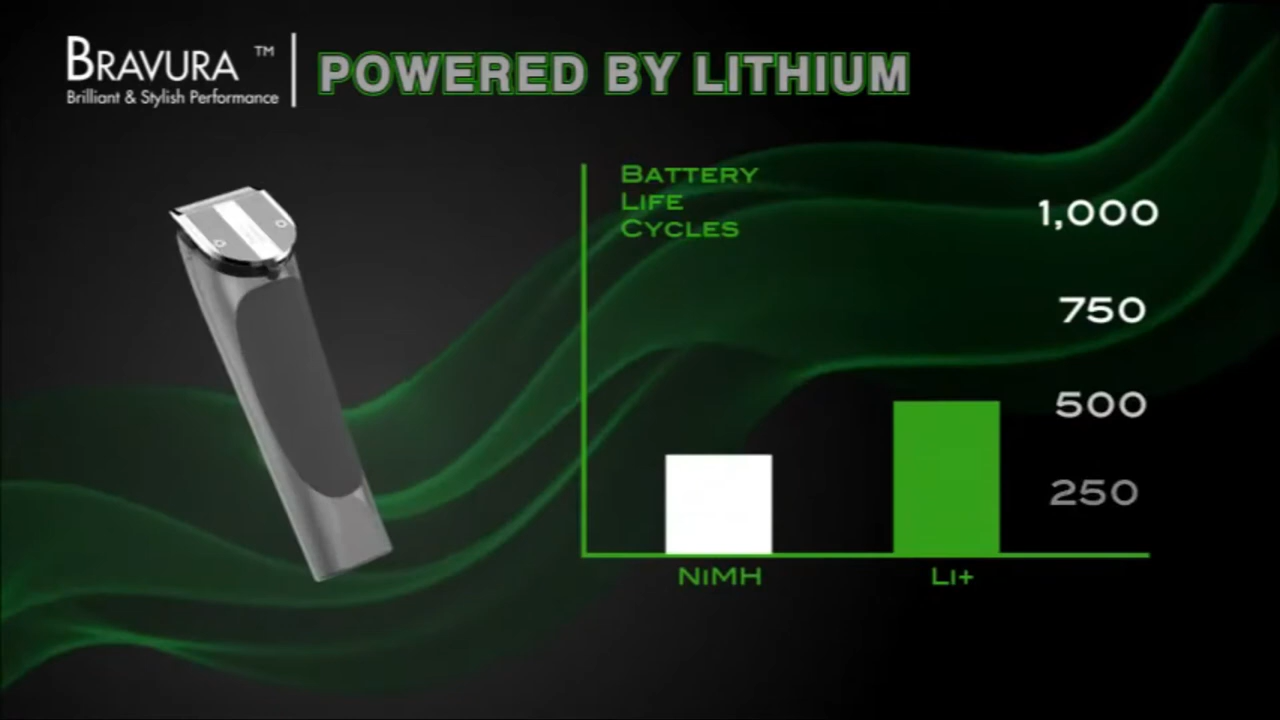 BRAVURA ™
Brilliant & Stylish Performance
POWERED BY LITHIUM
BATTERY
LIFE
CYCLES
1,000
750
500
250
NIMH
LI+